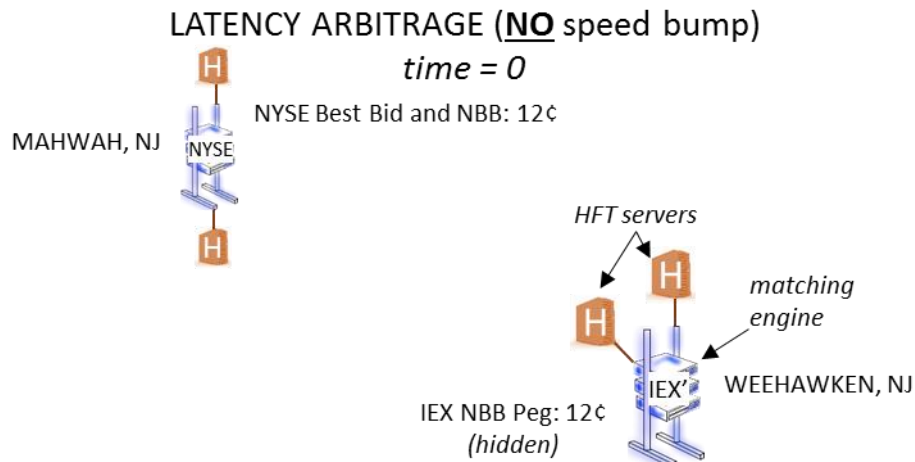 LATENCY ARBITRAGE (NO speed bump)
time = 0
H
NYSE Best Bid and NBB: 12¢
MAHWAH, NJ
NYSE
H
HFT servers
H
H
matching
engine
IEX'
WEEHAWKEN, NJ
IEX NBB Peg: 12¢
(hidden)